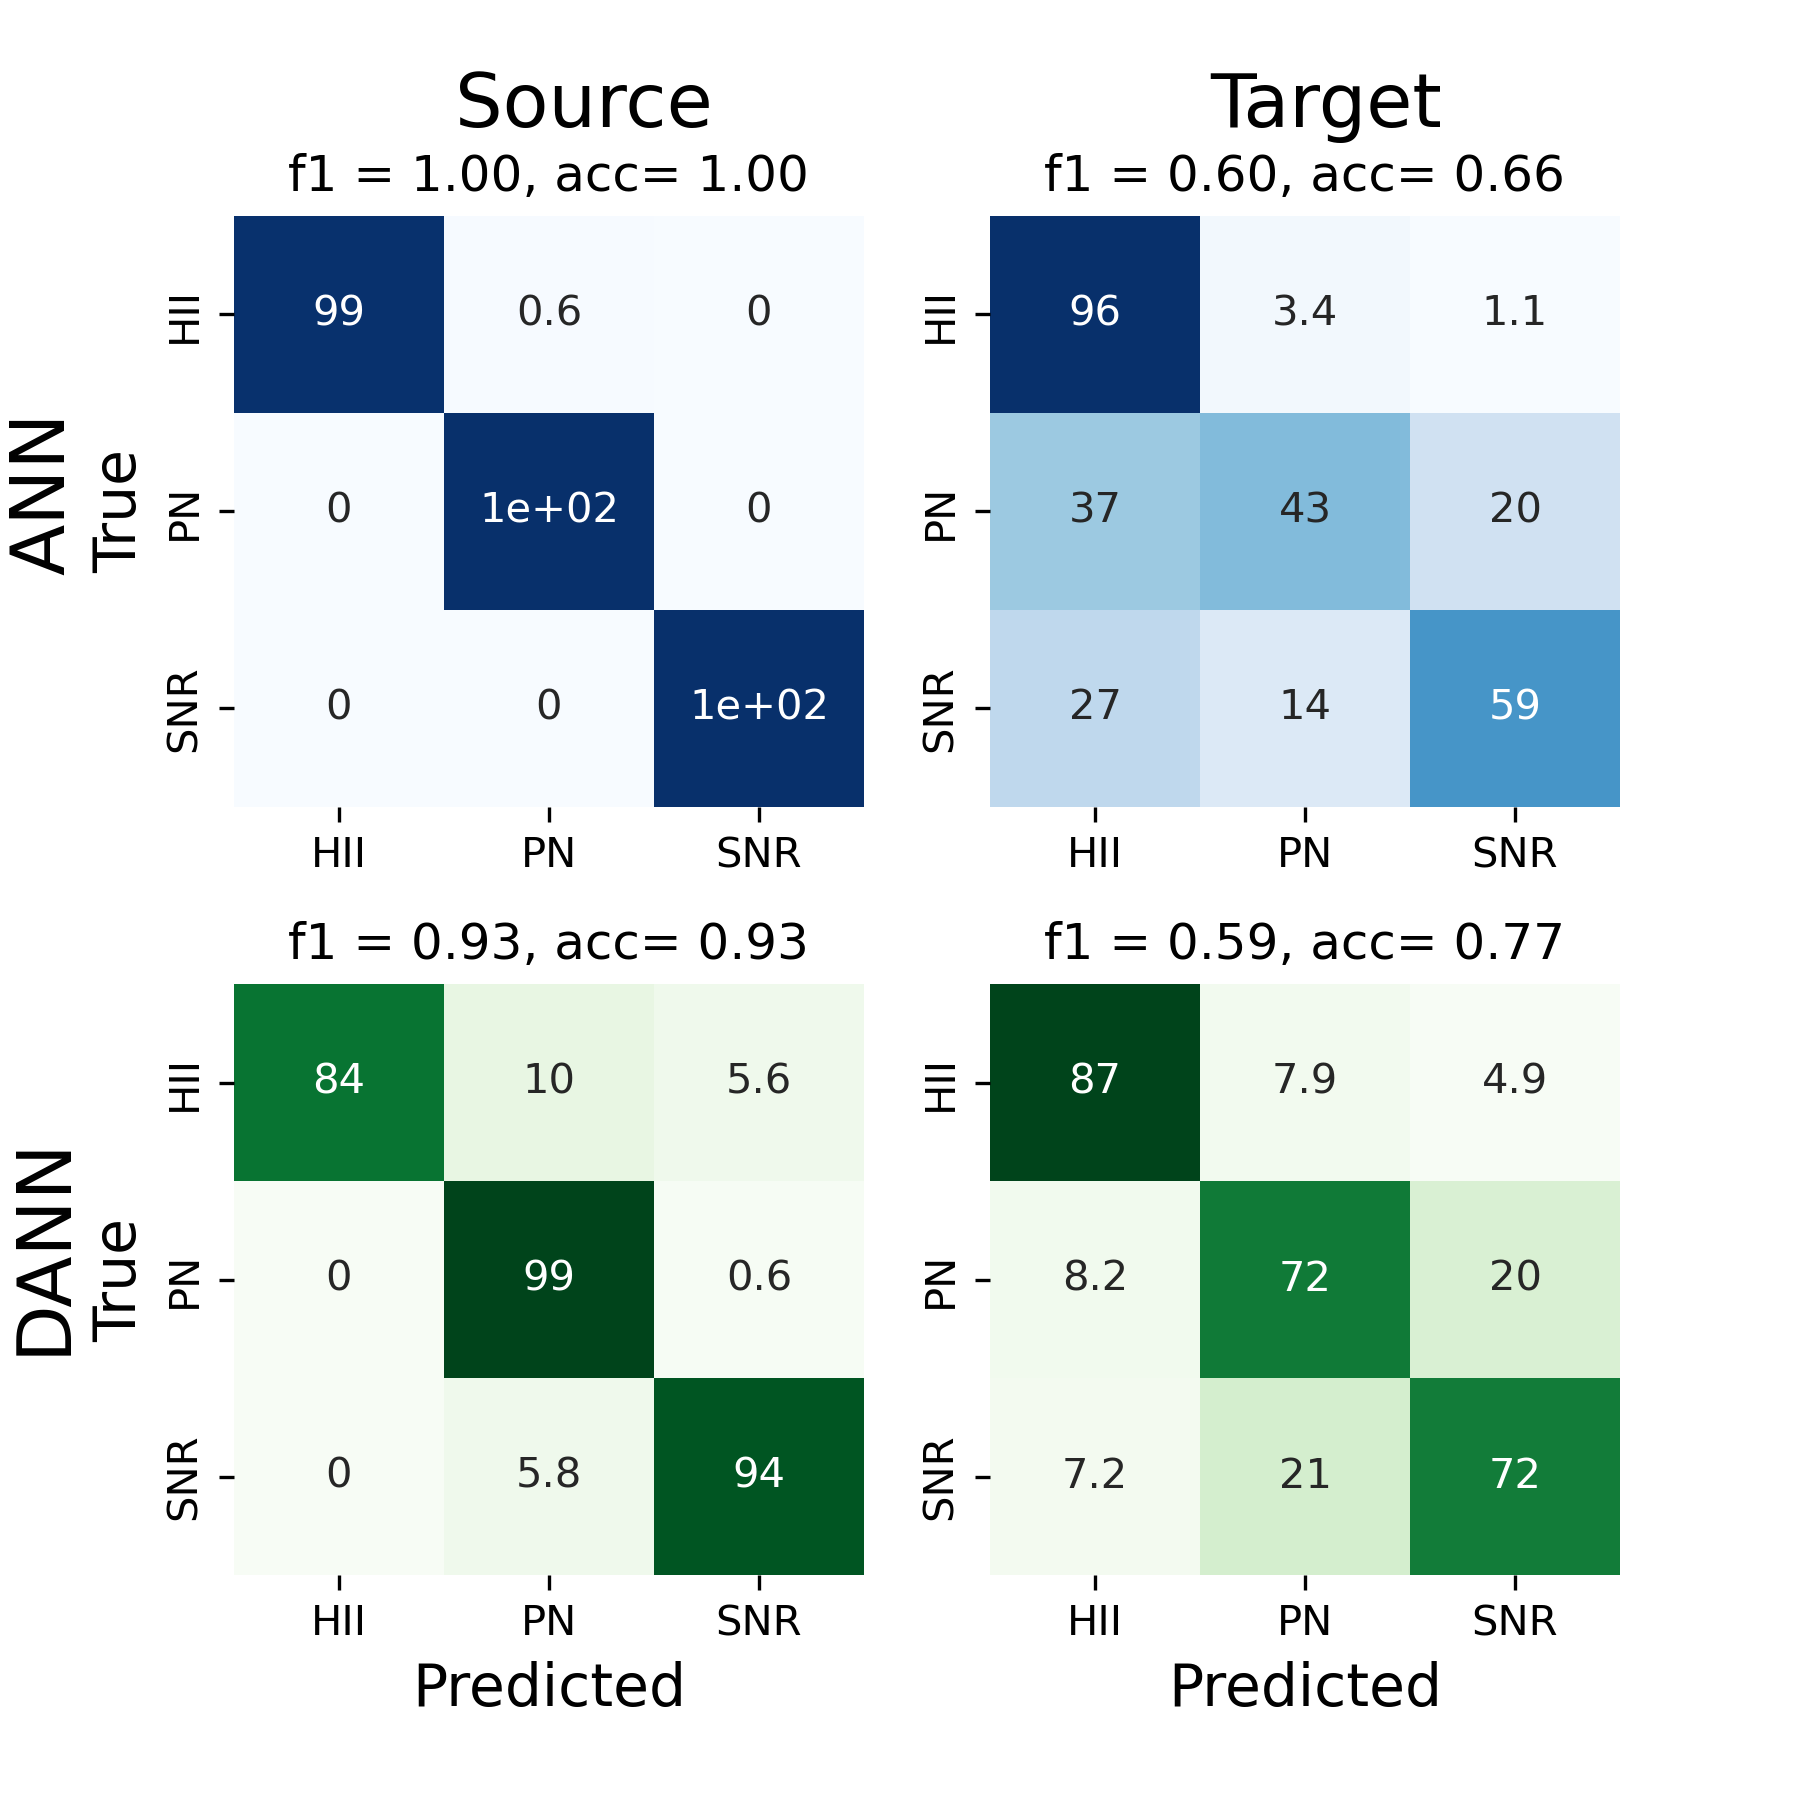 Source
Target
f1 = 1.00, acc= 1.00
f1 = 0.60, acc= 0.66
ANN
True
HII
99
0.6
0
HII
96
3.4
1.1
PN
0
1e+02
0
PN
37
43
20
SNR
0
0
1e+02
SNR
27
14
59
HII
PN
SNR
HII
PN
SNR
f1 = 0.93, acc= 0.93
f1 = 0.59, acc= 0.77
DANN
True
HII
84
10
5.6
HII
87
7.9
4.9
PN
0
99
0.6
PN
8.2
72
20
SNR
0
5.8
94
SNR
7.2
21
72
HII
PN
SNR
HII
PN
SNR
Predicted
Predicted